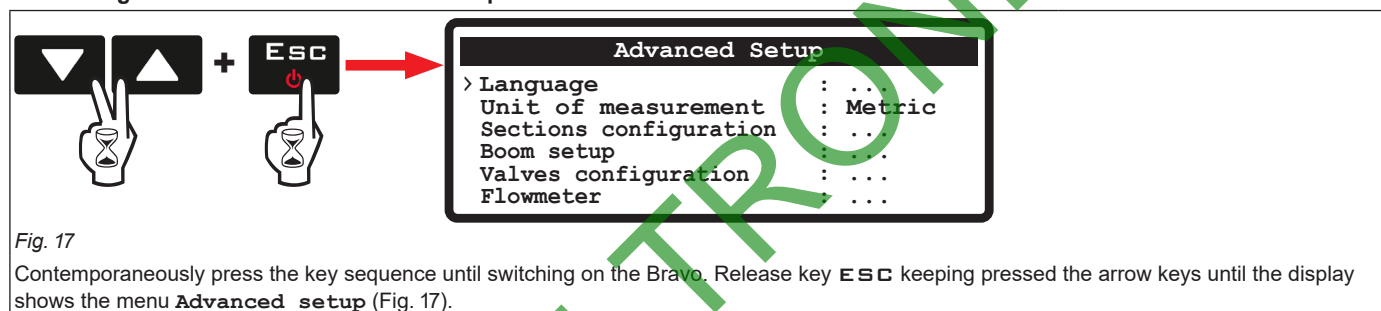 + Esc
Advanced Setup
> Language : ...
Unit of measurement : Metric
Sections configuration : ...
Boom setup : ...
Valves configuration : ...
Flowmeter : ...
Fig. 17
Contemporaneously press the key sequence until switching on the Bravo. Release key ESC keeping pressed the arrow keys until the display
shows the menu Advanced setup (Fig. 17).
TRON